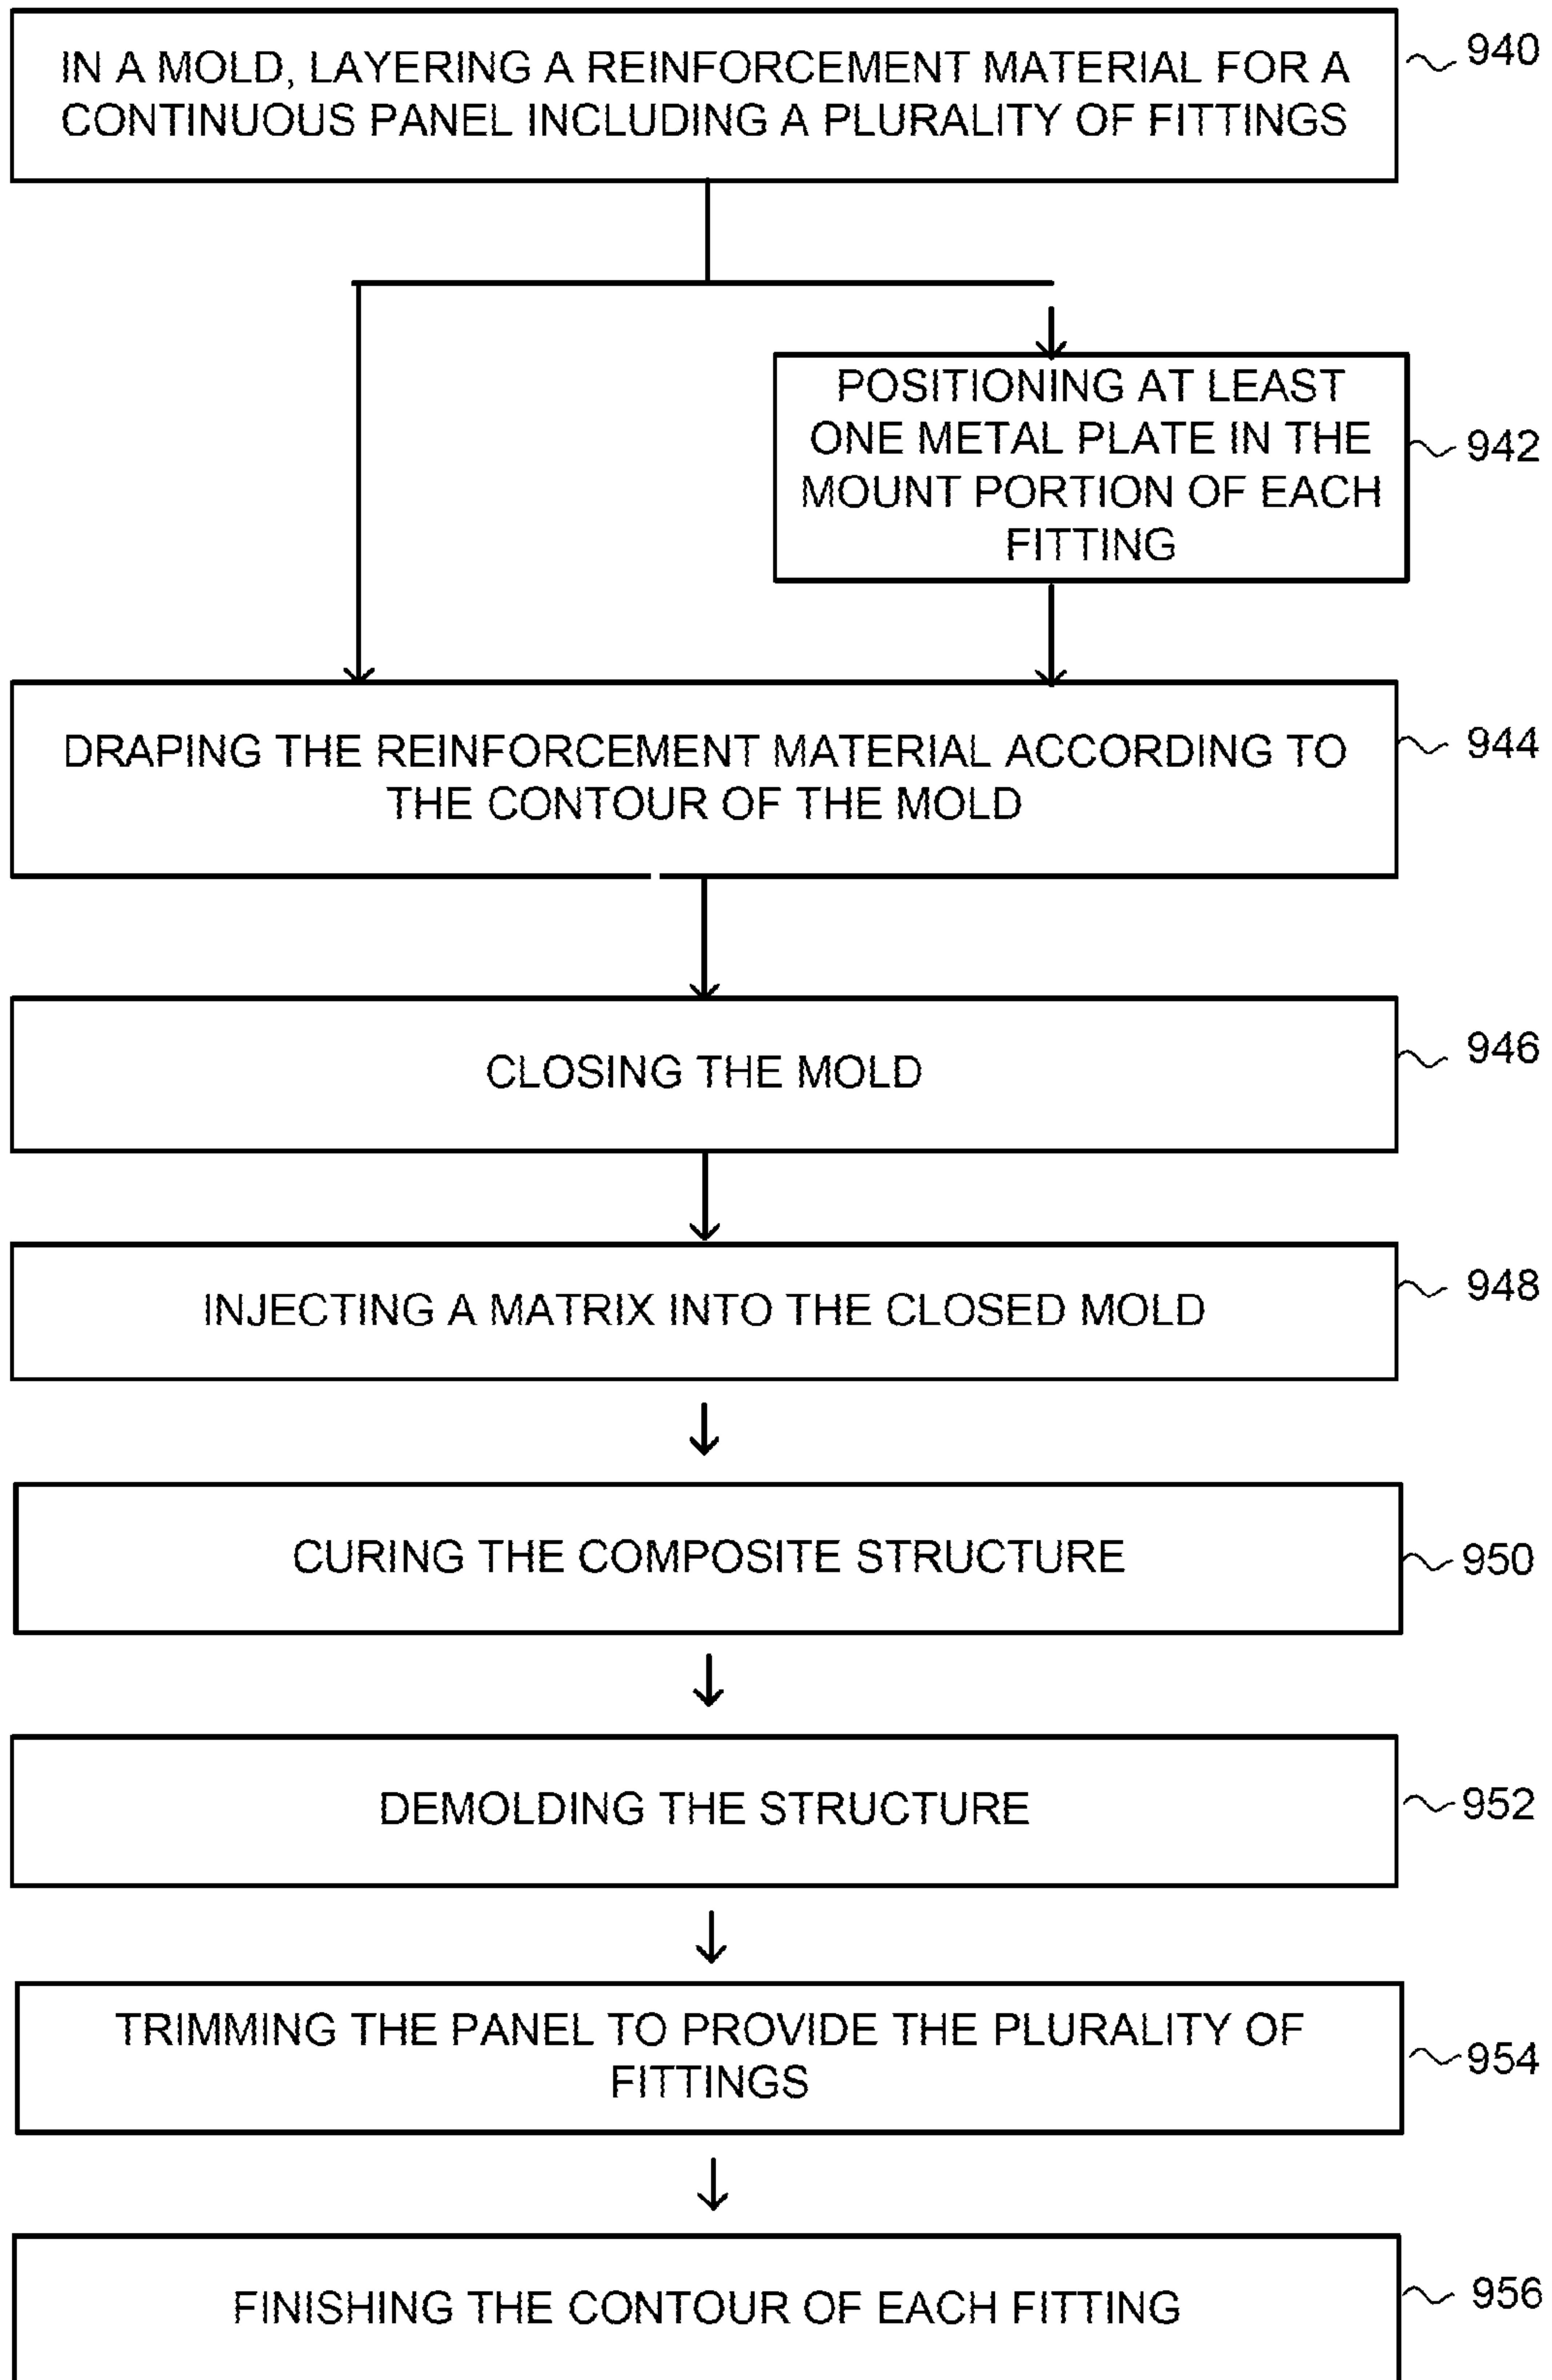 IN A MOLD, LAYERING A REINFORCEMENT MATERIAL FOR A
CONTINUOUS PANEL INCLUDING A PLURALITY OF FITTINGS
940
POSITIONING AT LEAST
ONE METAL PLATE IN THE
MOUNT PORTION OF EACH
FITTING
942
DRAPING THE REINFORCEMENT MATERIAL ACCORDING TO
THE CONTOUR OF THE MOLD
944
CLOSING THE MOLD
946
INJECTING A MATRIX INTO THE CLOSED MOLD
948
CURING THE COMPOSITE STRUCTURE
950
DEMOLDING THE STRUCTURE
952
TRIMMING THE PANEL TO PROVIDE THE PLURALITY OF
FITTINGS
954
FINISHING THE CONTOUR OF EACH FITTING
956